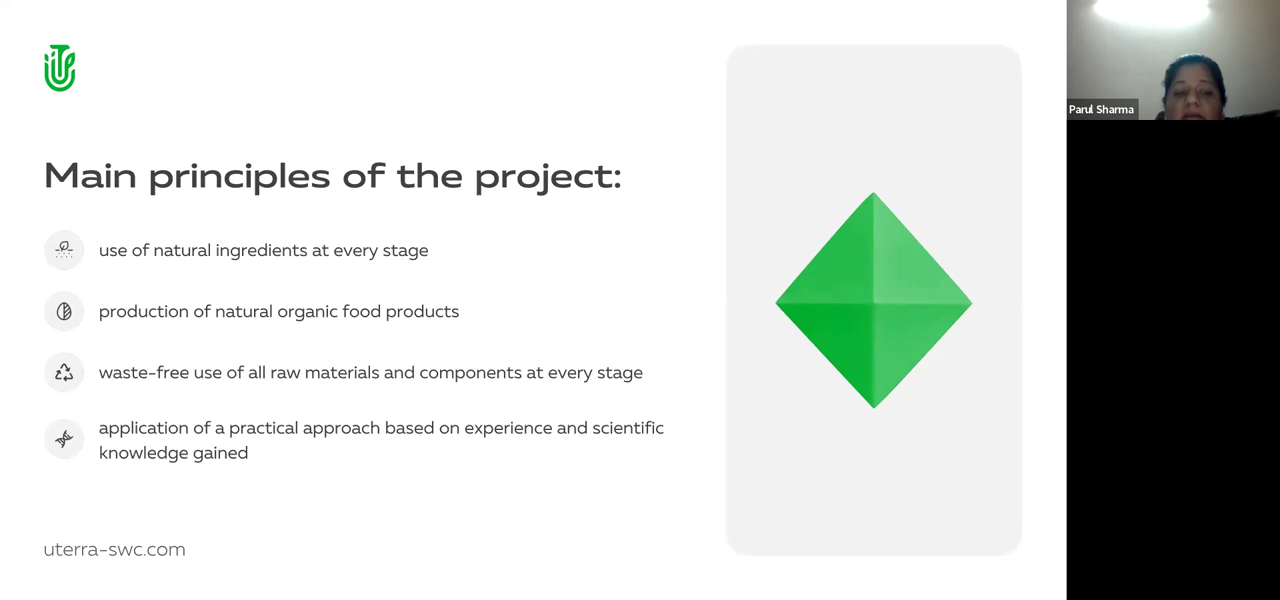 Main principles of the project:
use of natural ingredients at every stage
production of natural organic food products
waste-free use of all raw materials and components at every stage
application of a practical approach based on experience and scientific
knowledge gained
uterra-swc.com
Parul Sharma